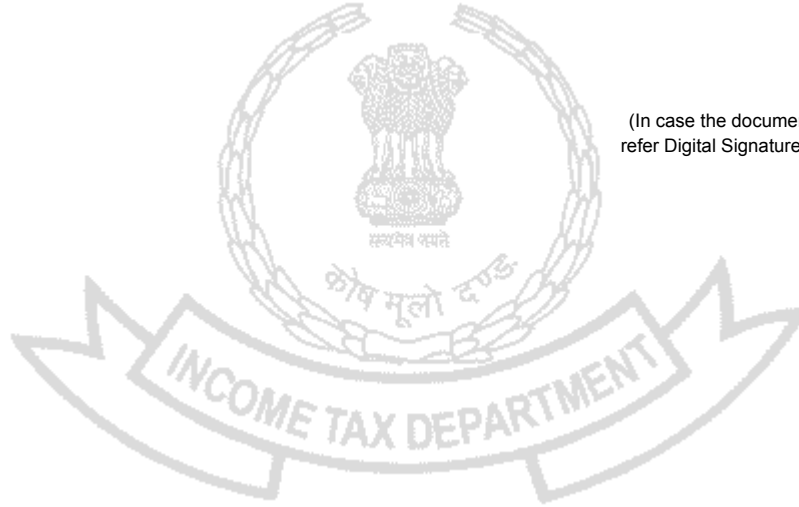 (In case the docume
refer Digital Signature
सत्यमेव जयते
कोष मूलो दण्ड:
INCOME TAX DEPARTMENT